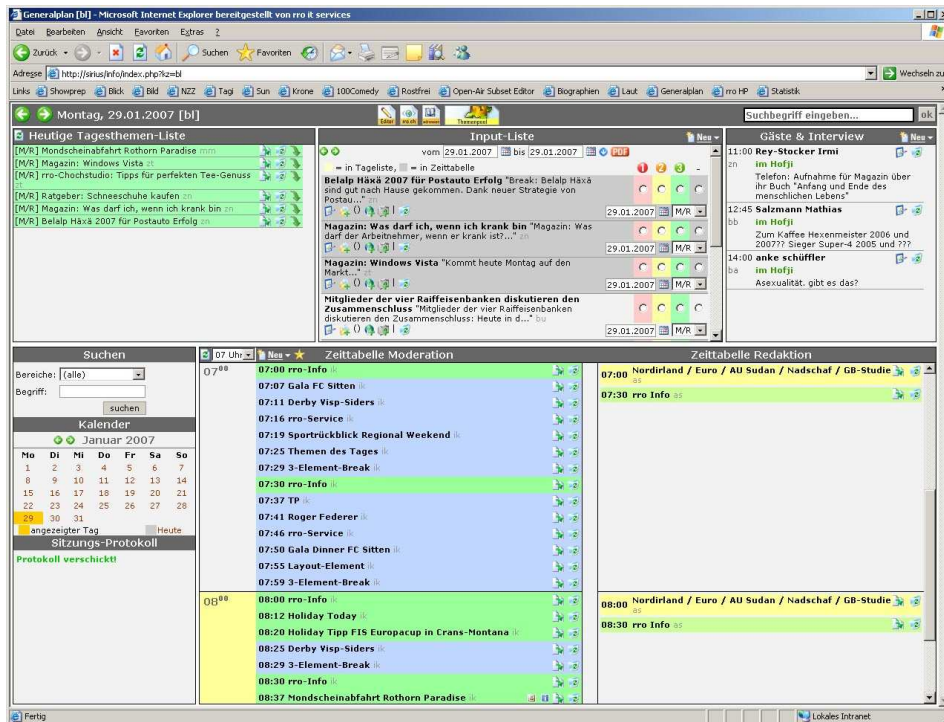 Generalplan [bl] - Microsoft Internet Explorer bereitgestellt von rro it services
Datei Bearbeiten Ansicht Favoriten Extras ?
Zurück Suchen Favoriten
Adresse http://sirius/info/index.php?kz=bl Wechseln zu
Links Showprep Blick Bild NZZ Tagi Sun Krone 100Comedy Rostfrei Open-Air Subset Editor Biographien Laut Generalplan rro HP Statistik
Montag, 29.01.2007 [bl] Themenpool Suchbegriff eingeben... ok
Heutige Tagesthemen-Liste
[M/R] Mondscheinabfahrt Rothorn Paradise mm
[M/R] Magazin: Windows Vista zt
[M/R] rro-Chochstudio: Tipps für perfekten Tee-Genuss
zt
[M/R] Ratgeber: Schneeschuhe kaufen zn
[M/R] Magazin: Was darf ich, wenn ich krank bin zn
[M/R] Belalp Häxä 2007 für Postauto Erfolg zn
Input-Liste Neu
vom 29.01.2007 bis 29.01.2007 PDF
= in Tageliste, = in Zeittabelle 1 2 3 -
Belalp Häxä 2007 für Postauto Erfolg "Break: Belalp Häxä
sind gut nach Hause gekommen. Dank neuer Strategie von
Postau..." zn
29.01.2007 M/R
Magazin: Was darf ich, wenn ich krank bin "Magazin: Was
darf der Arbeitnehmer, wenn er krank ist?..." zn
29.01.2007 M/R
Magazin: Windows Vista "Kommt heute Montag auf den
Markt..." zt
29.01.2007 M/R
Mitglieder der vier Raiffeisenbanken diskutieren den
Zusammenschluss "Mitglieder der vier Raiffeisenbanken
diskutieren den Zusammenschluss: Heute in d..." bu
29.01.2007 M/R
Gäste & Interview Neu
11:00 Rey-Stocker Irmi
zn im Hofji
Telefon: Aufnahme für Magazin über
ihr Buch "Anfang und Ende des
menschlichen Lebens"
12:45 Salzmann Mathias
bb im Hofji
Zum Kaffee Hexenmeister 2006 und
2007?? Sieger Super-4 2005 und ???
14:00 anke schüffler
ba im Hofji
Asexualität. gibt es das?
Suchen
Bereiche: (alle)
Begriff:
suchen
Kalender
Januar 2007
Mo Di Mi Do Fr Sa So
1 2 3 4 5 6 7
8 9 10 11 12 13 14
15 16 17 18 19 20 21
22 23 24 25 26 27 28
29 30 31
angezeigter Tag Heute
Sitzungs-Protokoll
Protokoll verschickt!
07 Uhr Neu Zeittabelle Moderation
07⁰⁰ 07:00 rro-Info ik
07:07 Gala FC Sitten ik
07:11 Derby Visp-Siders ik
07:16 rro-Service ik
07:19 Sportrückblick Regional Weekend ik
07:25 Themen des Tages ik
07:29 3-Element-Break ik
07:30 rro-Info ik
07:37 TP ik
07:41 Roger Federer ik
07:46 rro-Service ik
07:50 Gala Dinner FC Sitten ik
07:55 Layout-Element ik
07:59 3-Element-Break ik
08⁰⁰ 08:00 rro-Info ik
08:12 Holiday Today ik
08:20 Holiday Tipp FIS Europacup in Crans-Montana ik
08:25 Derby Visp-Siders ik
08:29 3-Element-Break ik
08:30 rro-Info ik
08:37 Mondscheinabfahrt Rothorn Paradise ik
Zeittabelle Redaktion
07:00 Nordirland / Euro / AU Sudan / Nadschaf / GB-Studie
as
07:30 rro Info as
08:00 Nordirland / Euro / AU Sudan / Nadschaf / GB-Studie
as
08:30 rro Info as
Fertig Lokales Intranet